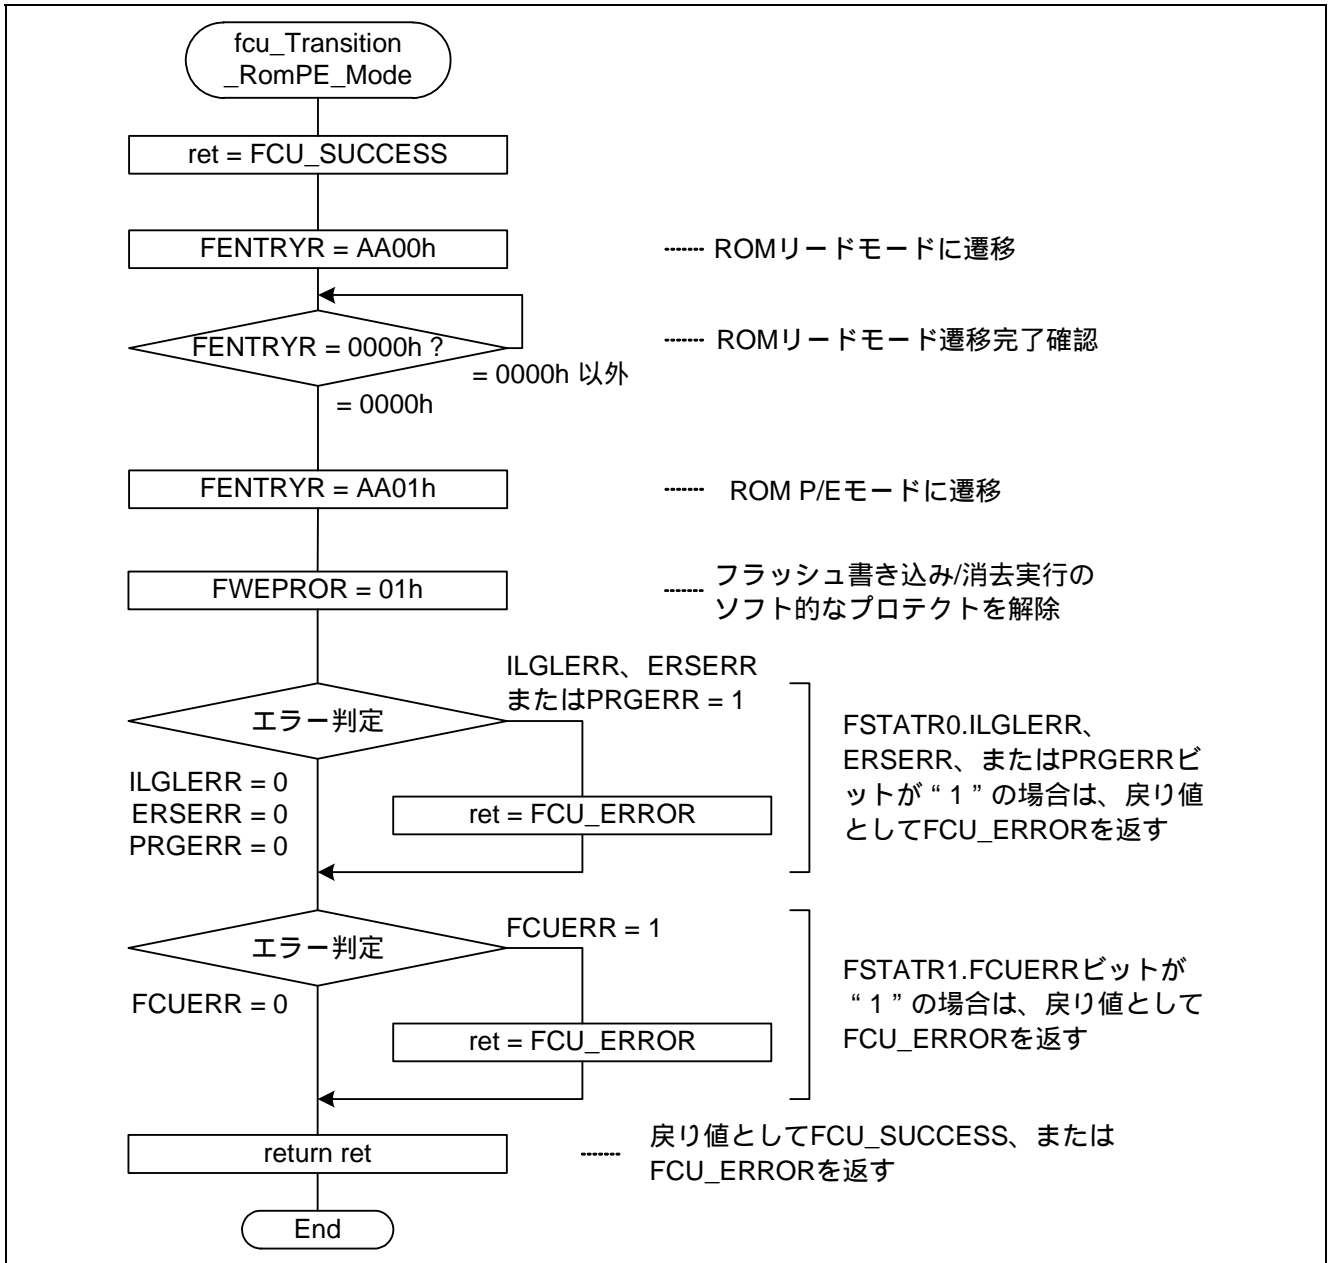 fcu_Transition
_RomPE_Mode
ret = FCU_SUCCESS
FENTRYR = AA00h
ROMリードモードに遷移
FENTRYR = 0000h ?
ROMリードモード遷移完了確認
= 0000h 以外
= 0000h
FENTRYR = AA01h
ROM P/Eモードに遷移
FWEPROR = 01h
フラッシュ書き込み/消去実行の
ソフト的なプロテクトを解除
ILGLERR、ERSERR
またはPRGERR = 1
エラー判定
ILGLERR = 0
ERSERR = 0
PRGERR = 0
ret = FCU_ERROR
FSTATR0.ILGLERR、
ERSERR、またはPRGERRビ
ットが “ 1 ” の場合は、戻り値
としてFCU_ERRORを返す
エラー判定
FCUERR = 1
FCUERR = 0
ret = FCU_ERROR
FSTATR1.FCUERRビットが
“ 1 ” の場合は、戻り値として
FCU_ERRORを返す
return ret
戻り値としてFCU_SUCCESS、または
FCU_ERRORを返す
End